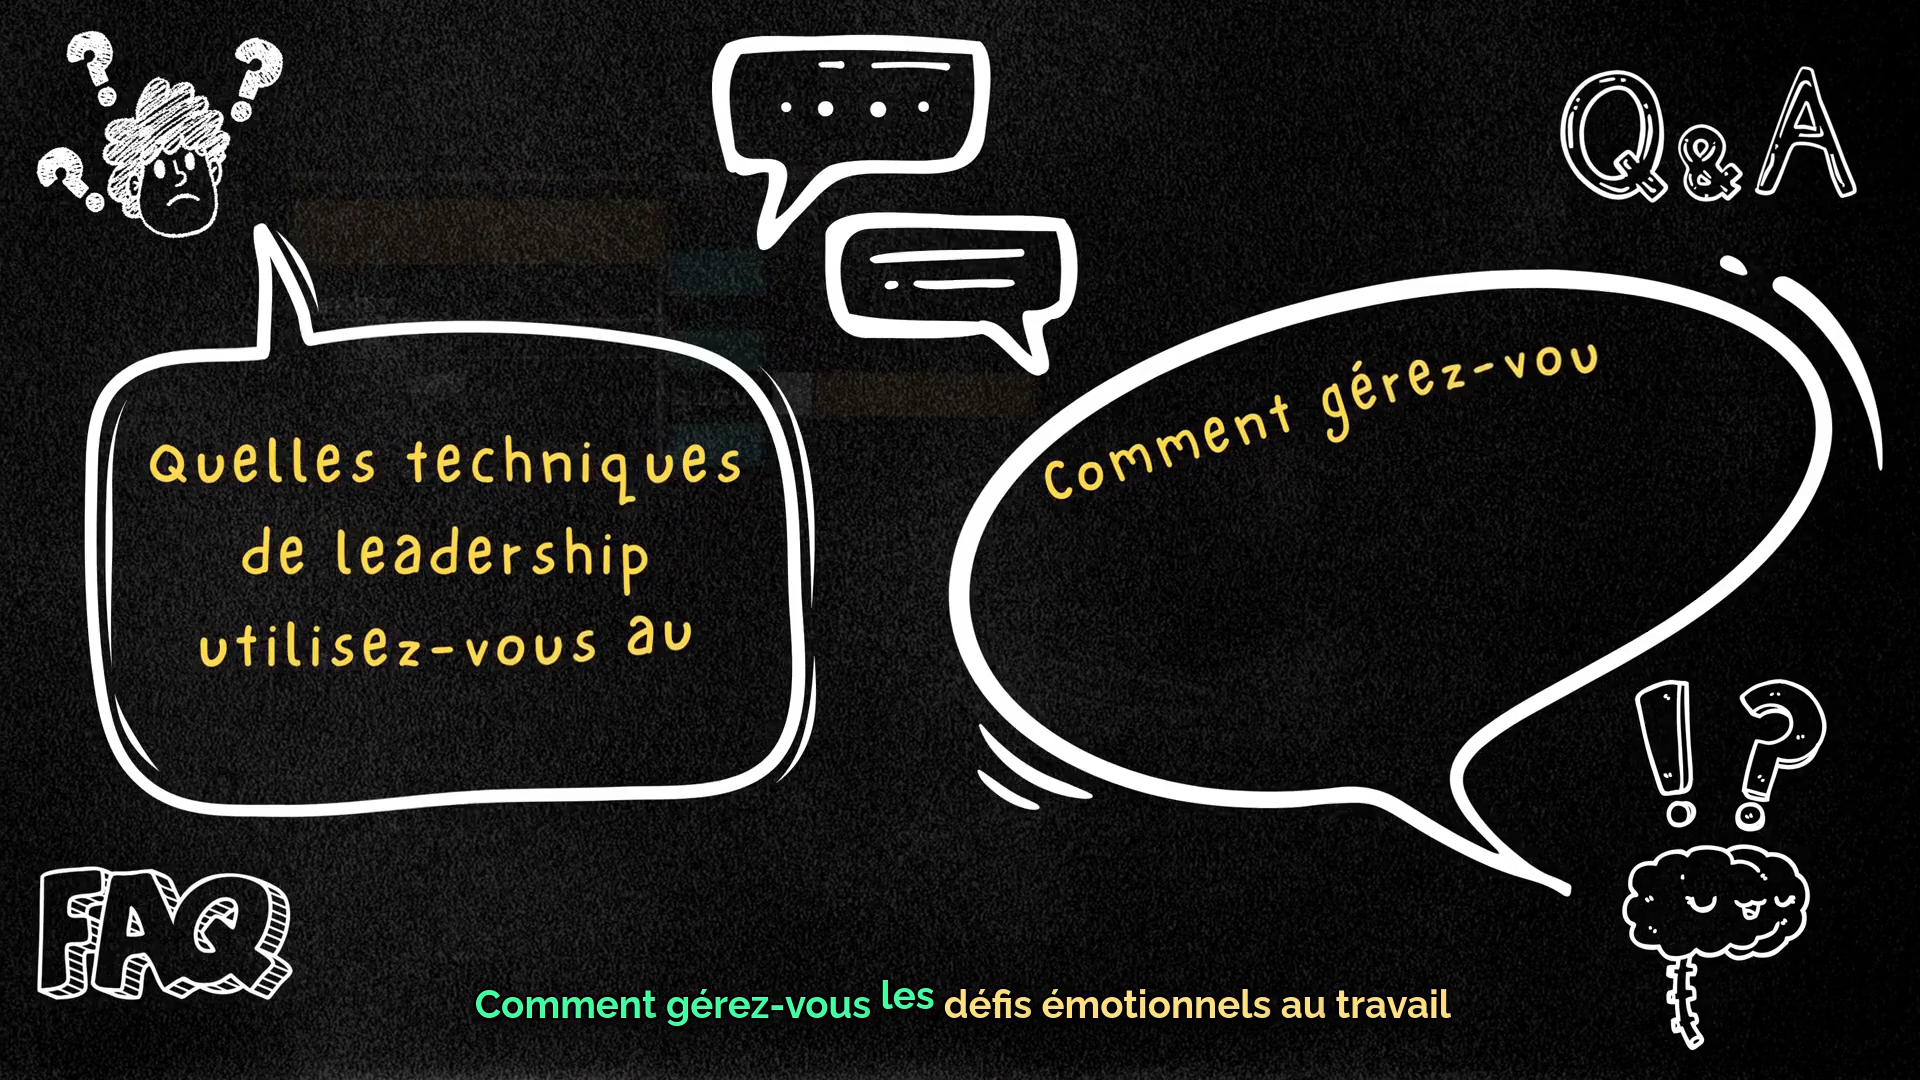 Q&A
Quelles techniques
de leadership
utilisez-vous au
Comment gérez-vou
FAQ
Comment gérez-vous les défis émotionnels au travail